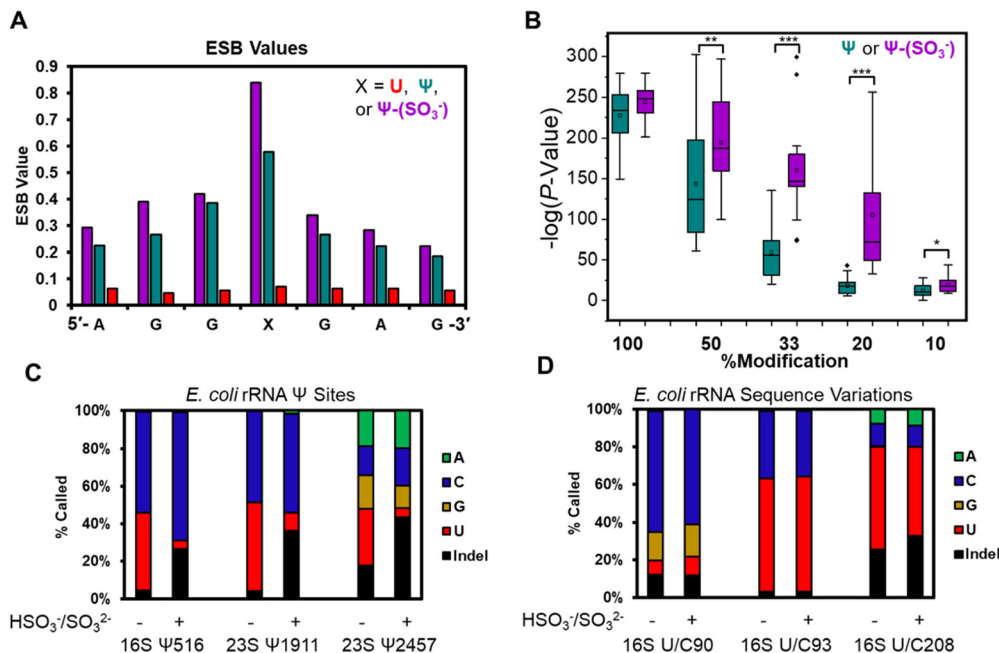 A
ESB Values
X = U, Ψ,
or Ψ-(SO₃⁻)
ESB Value
0.9
0.8
0.7
0.6
0.5
0.4
0.3
0.2
0.1
0
5′- A G G X G A G -3′
B
Ψ or Ψ-(SO₃⁻)
** *** *** *
-log(P-Value)
300
250
200
150
100
50
0
100 50 33 20 10
%Modification
C
E. coli rRNA Ψ Sites
% Called
100%
80%
60%
40%
20%
0%
A
C
G
U
Indel
HSO₃⁻/SO₃²⁻ - + - + - +
16S Ψ516 23S Ψ1911 23S Ψ2457
D
E. coli rRNA Sequence Variations
% Called
100%
80%
60%
40%
20%
0%
A
C
G
U
Indel
HSO₃⁻/SO₃²⁻ - + - + - +
16S U/C90 16S U/C93 16S U/C208